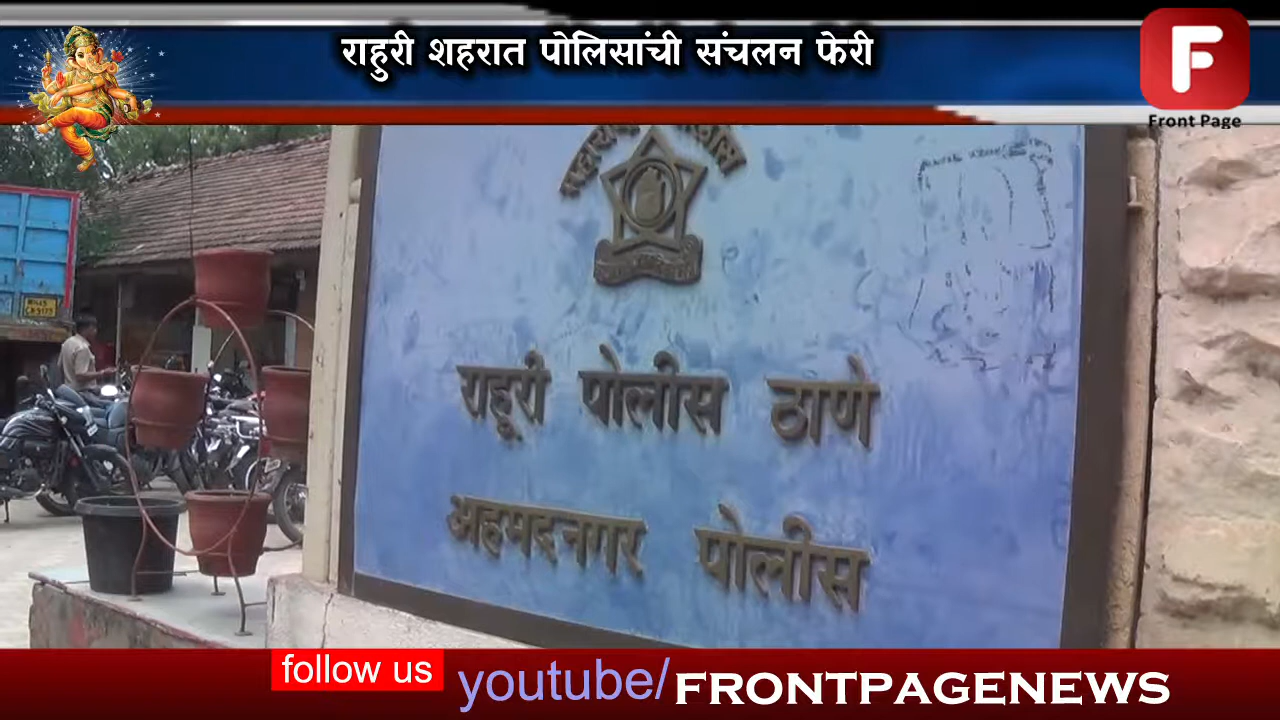 राहुरी शहरात पोलिसांची संचलन फेरी
F
Front Page
राहूरी पोलीस ठाणे
अहमदनगर पोलीस
follow us youtube/FRONTPAGENEWS